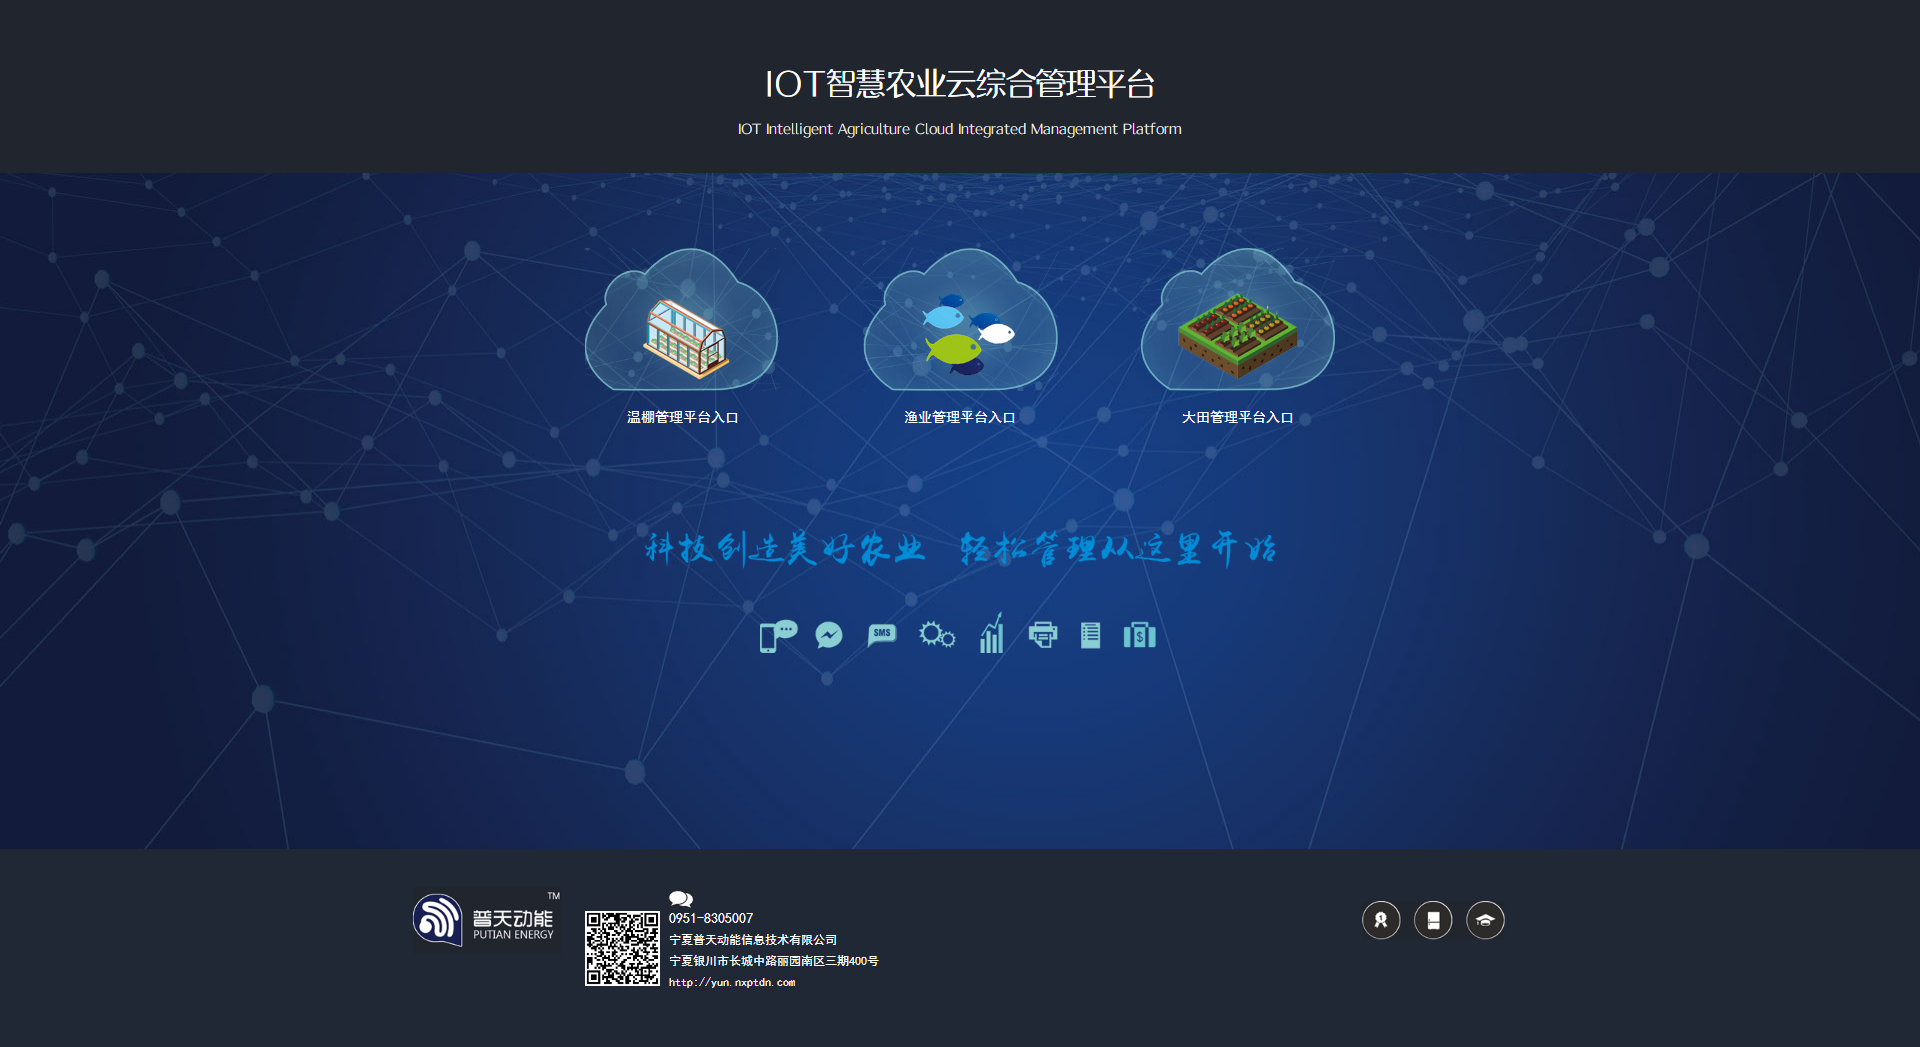 IOT智慧农业云综合管理平台
IOT Intelligent Agriculture Cloud Integrated Management Platform
温棚管理平台入口
渔业管理平台入口
大田管理平台入口
科技创造美好农业 轻松管理从这里开始
SMS
$
普天动能 TM
PUTIAN ENERGY
0951-8305007
宁夏普天动能信息技术有限公司
宁夏银川市长城中路丽园南区三期400号
http://yun.nxptdn.com